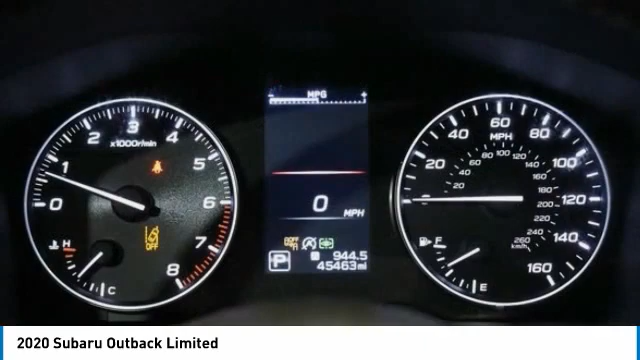 0
1
2
3
4
5
6
7
8
x1000r/min
H
C
OFF
MPG
- +
0 MPH
P
944.5
45463 mi
20
40
60
80
100
120
140
160
MPH
20
40
60
80
100
120
140
160
180
200
220
240
260
km/h
F
E
2020 Subaru Outback Limited